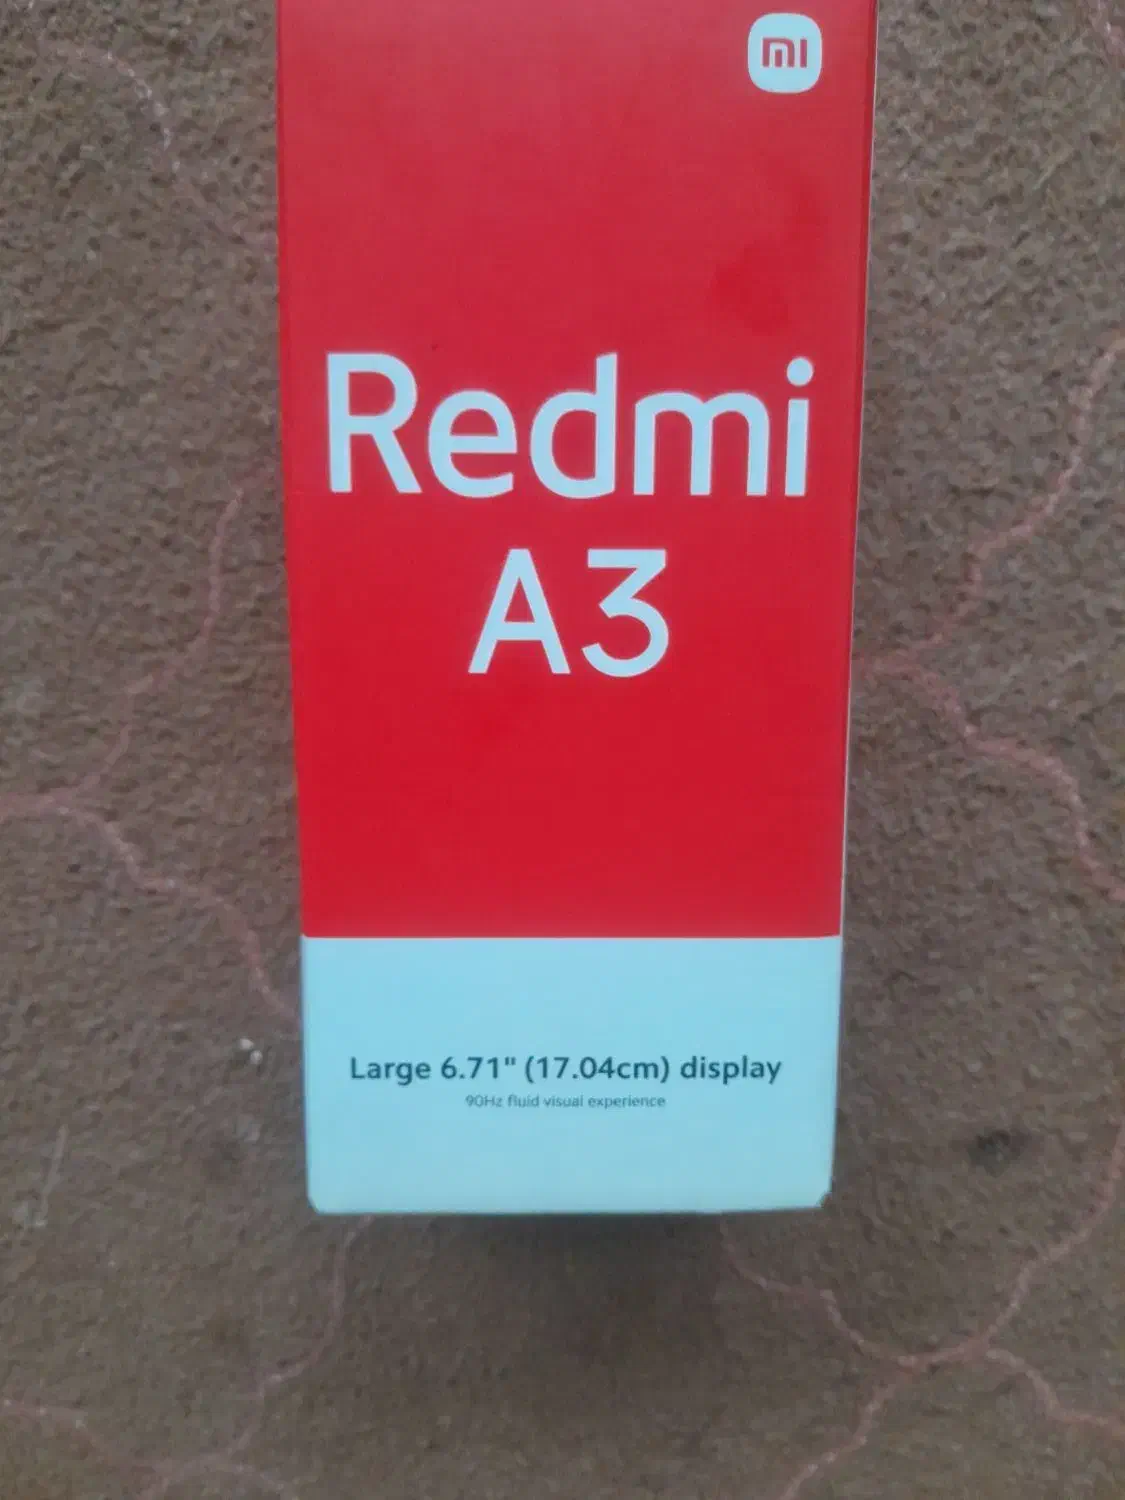 mi
Redmi
A3
Large 6.71" (17.04cm) display
90Hz fluid visual experience